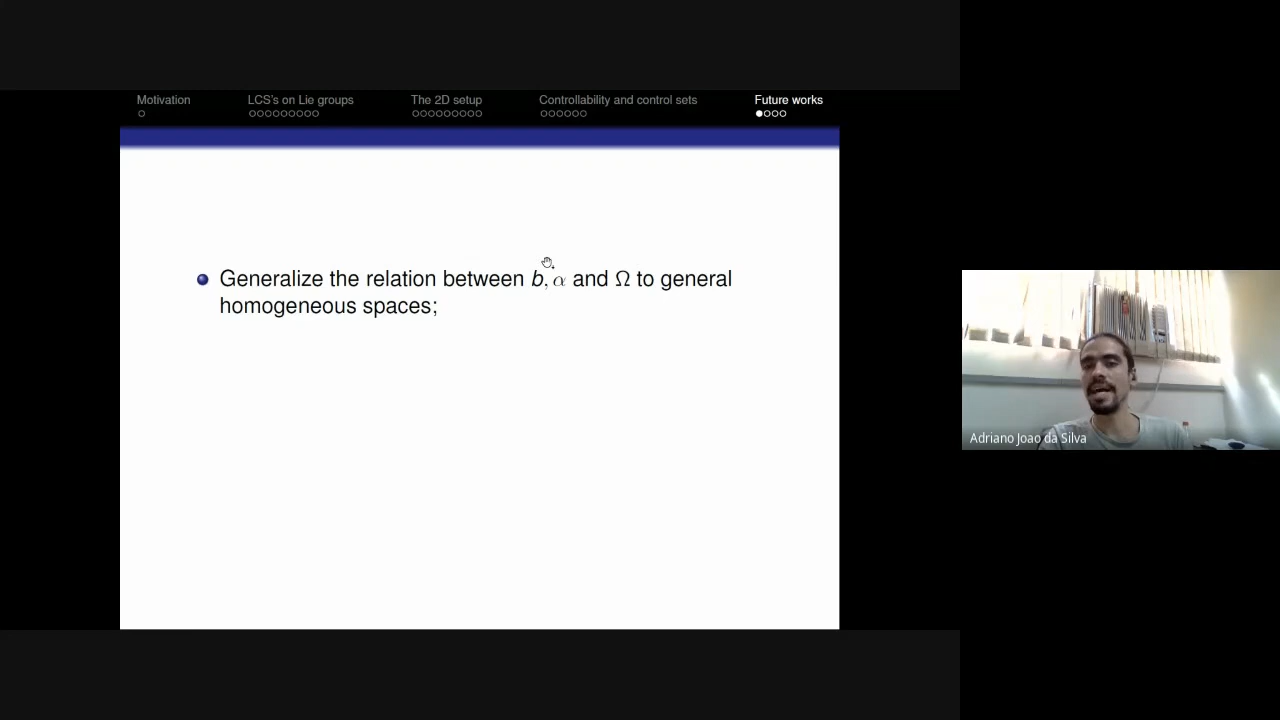 Motivation
LCS's on Lie groups
The 2D setup
Controllability and control sets
Future works
Generalize the relation between b, α and Ω to general
homogeneous spaces;
Adriano Joao da Silva